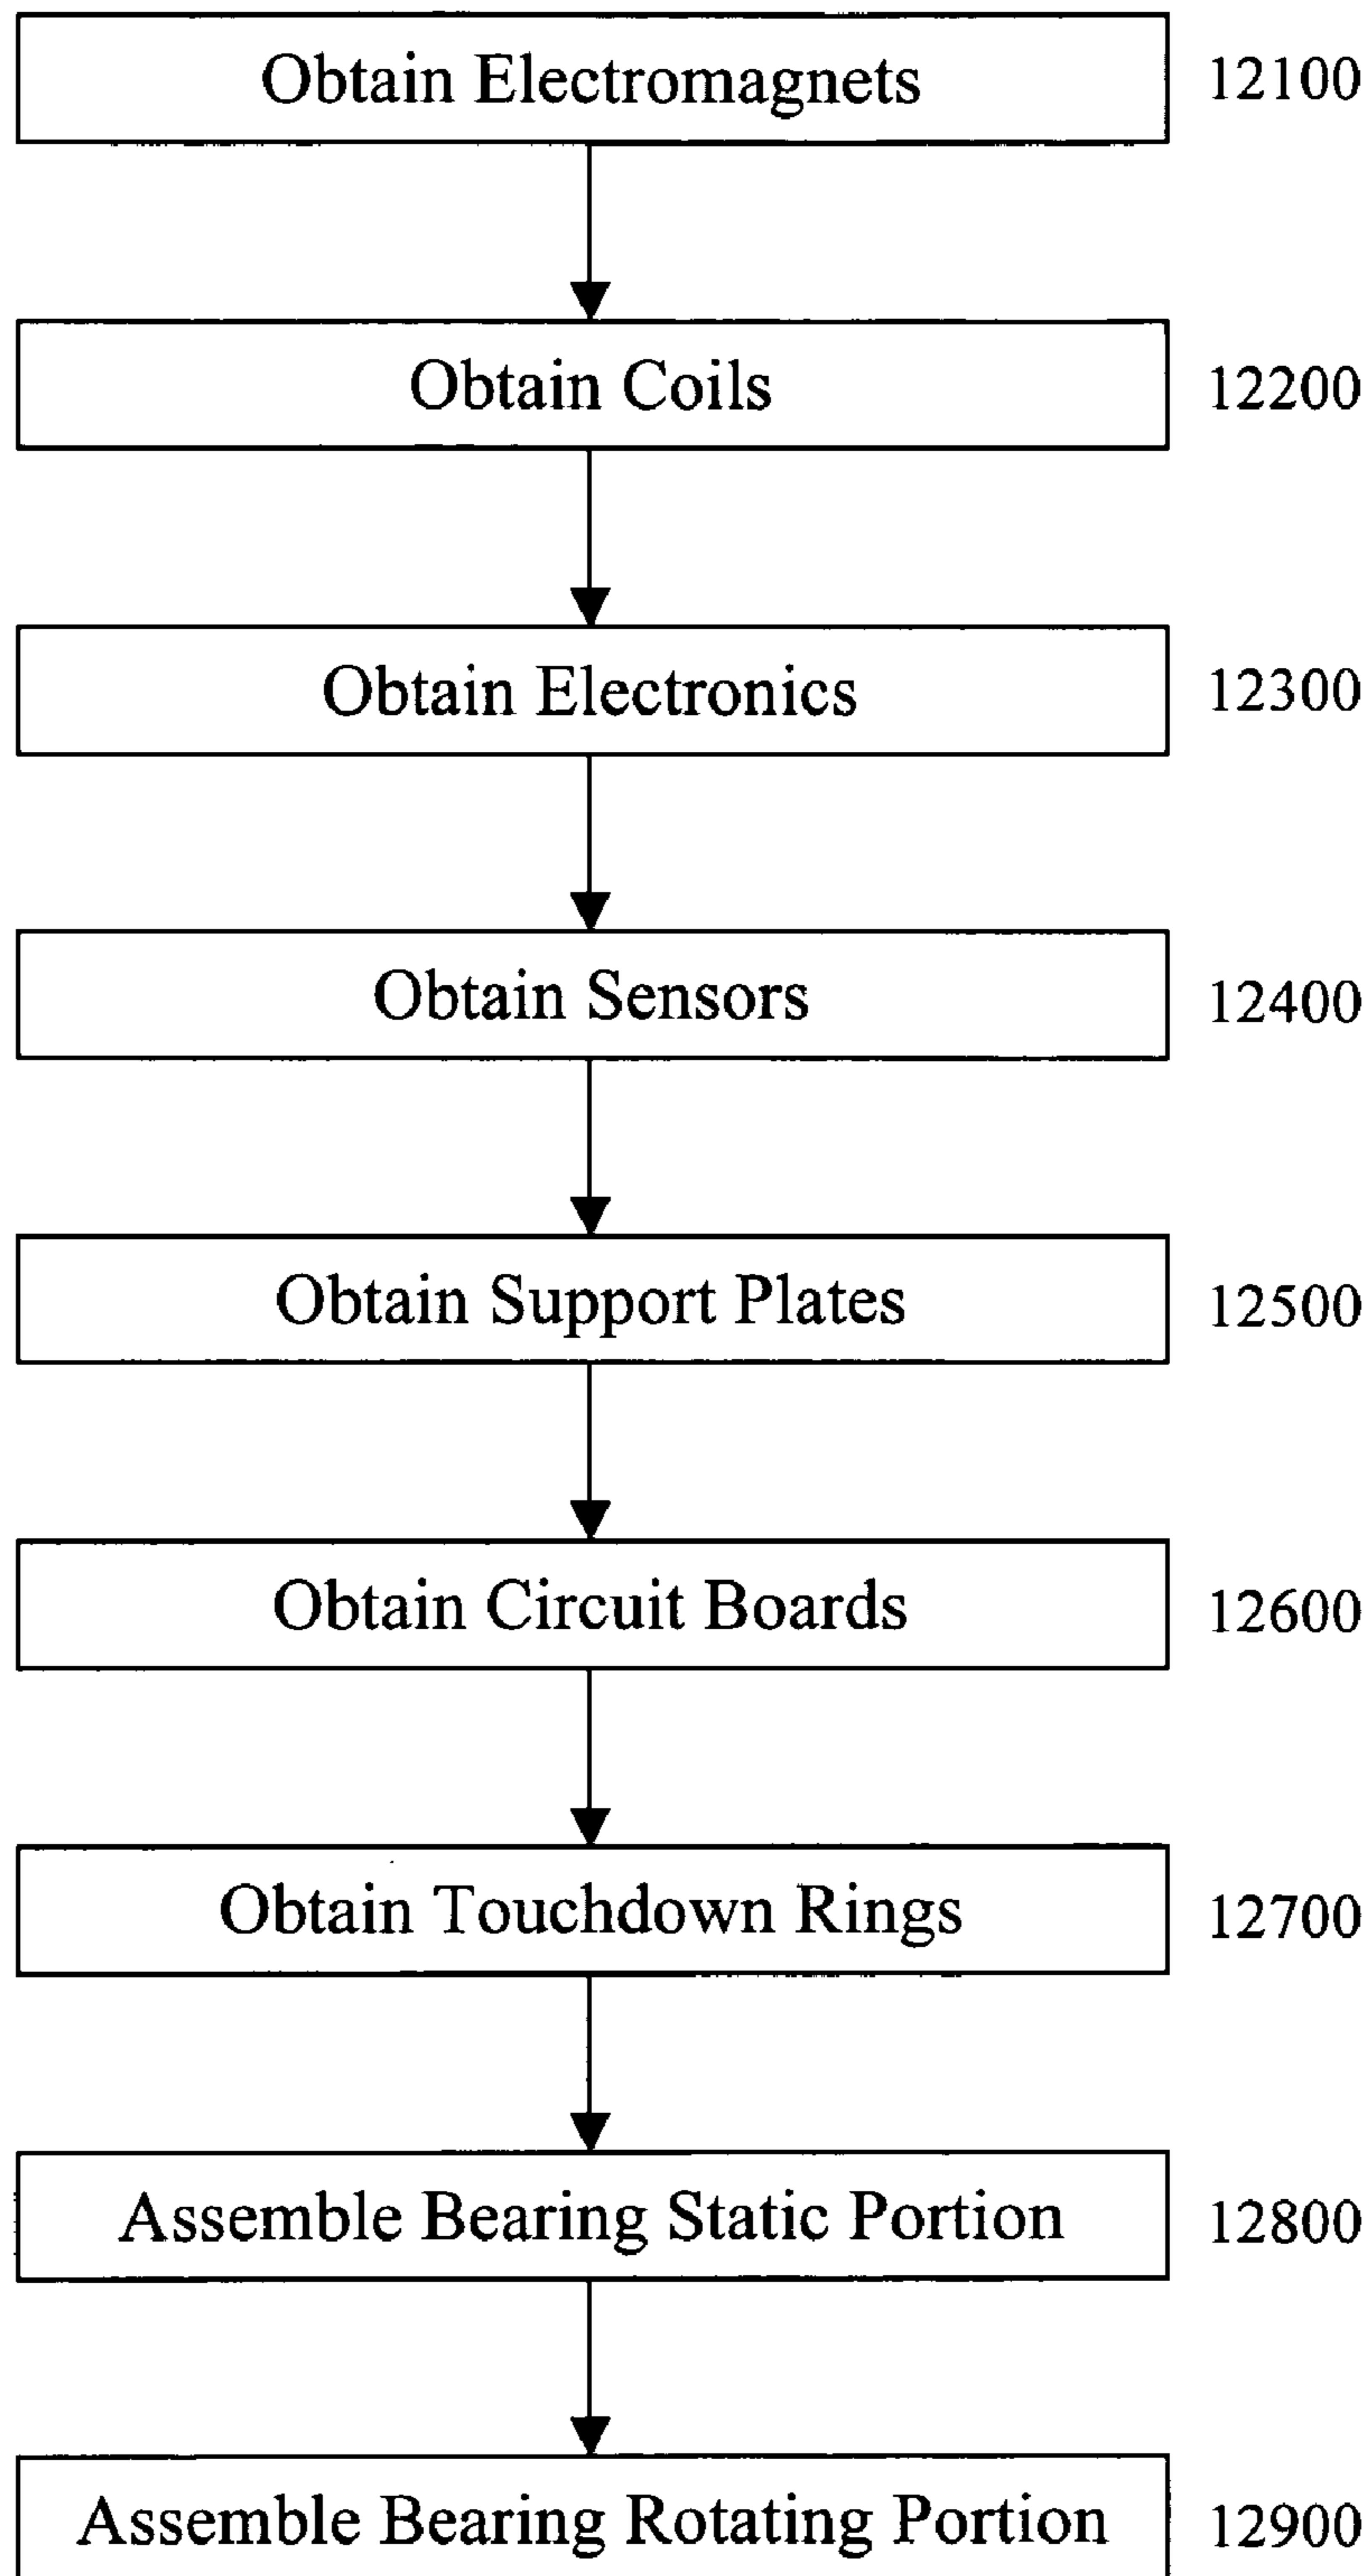 Obtain Electromagnets 12100
Obtain Coils 12200
Obtain Electronics 12300
Obtain Sensors 12400
Obtain Support Plates 12500
Obtain Circuit Boards 12600
Obtain Touchdown Rings 12700
Assemble Bearing Static Portion 12800
Assemble Bearing Rotating Portion 12900